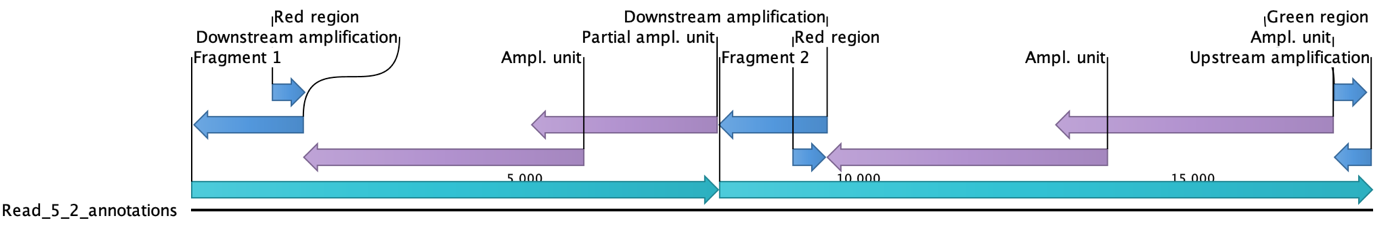 Red region Downstream amplification Green region
Downstream amplification Partial ampl. unit Red region Ampl. unit
Fragment 1 Ampl. unit Fragment 2 Ampl. unit Upstream amplification
5,000 10,000 15,000
Read_5_2_annotations